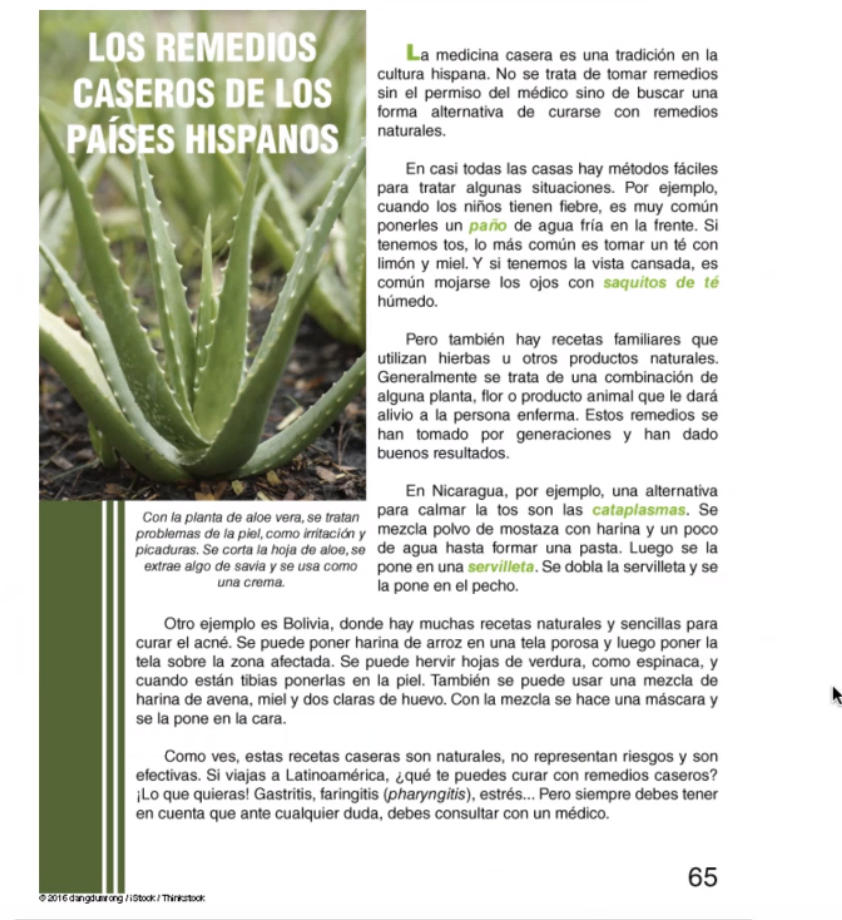 LOS REMEDIOS
CASEROS DE LOS
PAÍSES HISPANOS
La medicina casera es una tradición en la
cultura hispana. No se trata de tomar remedios
sin el permiso del médico sino de buscar una
forma alternativa de curarse con remedios
naturales.
En casi todas las casas hay métodos fáciles
para tratar algunas situaciones. Por ejemplo,
cuando los niños tienen fiebre, es muy común
ponerles un paño de agua fría en la frente. Si
tenemos tos, lo más común es tomar un té con
limón y miel. Y si tenemos la vista cansada, es
común mojarse los ojos con saquitos de té
húmedo.
Pero también hay recetas familiares que
utilizan hierbas u otros productos naturales.
Generalmente se trata de una combinación de
alguna planta, flor o producto animal que le dará
alivio a la persona enferma. Estos remedios se
han tomado por generaciones y han dado
buenos resultados.
En Nicaragua, por ejemplo, una alternativa
para calmar la tos son las cataplasmas. Se
mezcla polvo de mostaza con harina y un poco
de agua hasta formar una pasta. Luego se la
pone en una servilleta. Se dobla la servilleta y se
la pone en el pecho.
Con la planta de aloe vera, se tratan
problemas de la piel, como irritación y
picaduras. Se corta la hoja de aloe, se
extrae algo de savia y se usa como
una crema.
Otro ejemplo es Bolivia, donde hay muchas recetas naturales y sencillas para
curar el acné. Se puede poner harina de arroz en una tela porosa y luego poner la
tela sobre la zona afectada. Se puede hervir hojas de verdura, como espinaca, y
cuando están tibias ponerlas en la piel. También se puede usar una mezcla de
harina de avena, miel y dos claras de huevo. Con la mezcla se hace una máscara y
se la pone en la cara.
Como ves, estas recetas caseras son naturales, no representan riesgos y son
efectivas. Si viajas a Latinoamérica, ¿qué te puedes curar con remedios caseros?
¡Lo que quieras! Gastritis, faringitis (pharyngitis), estrés... Pero siempre debes tener
en cuenta que ante cualquier duda, debes consultar con un médico.
65
© 2016 dangdumrong / iStock / Thinkstock